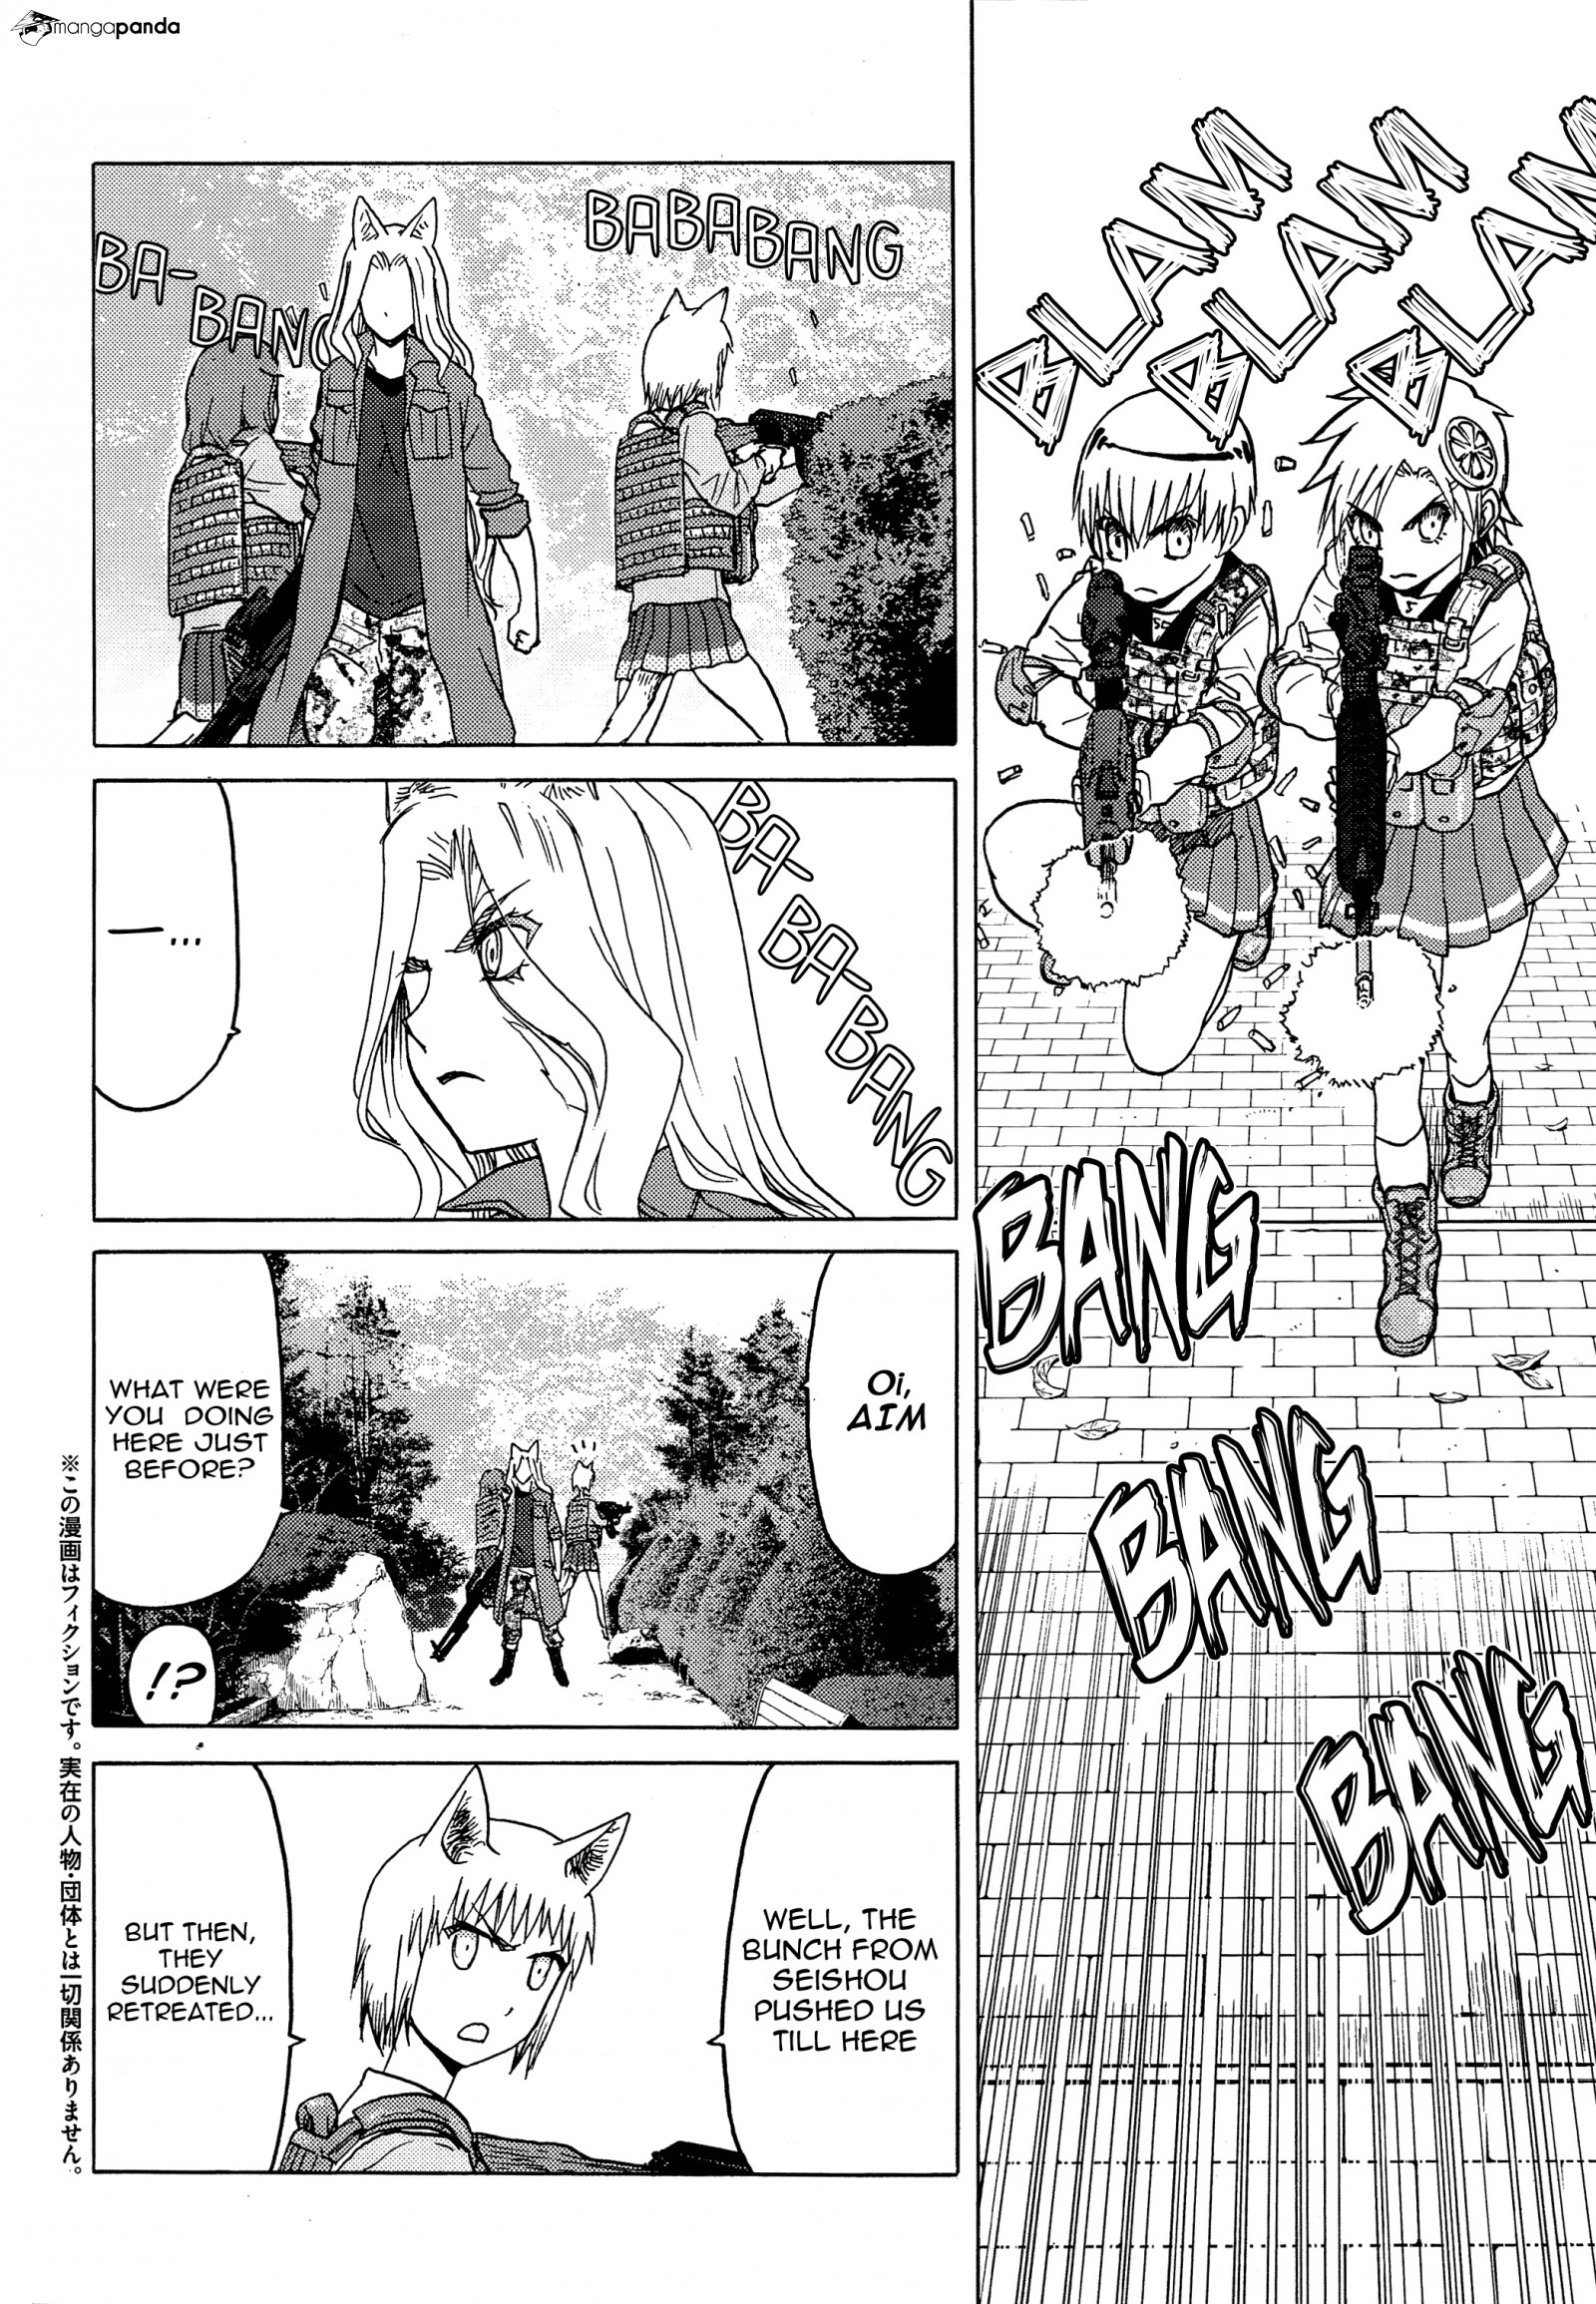 mangapanda
BLAM
BLAM
BLAM
BANG
BANG
BANG
BA-
BANG
BABABANG
BA-
BA-
BANG
一...
Oi,
AIM
WHAT WERE
YOU DOING
HERE JUST
BEFORE?
!?
WELL, THE
BUNCH FROM
SEISHOU
PUSHED US
TILL HERE
BUT THEN,
THEY
SUDDENLY
RETREATED...
※この漫画はフィクションです。実在の人物・団体とは一切関係ありません。